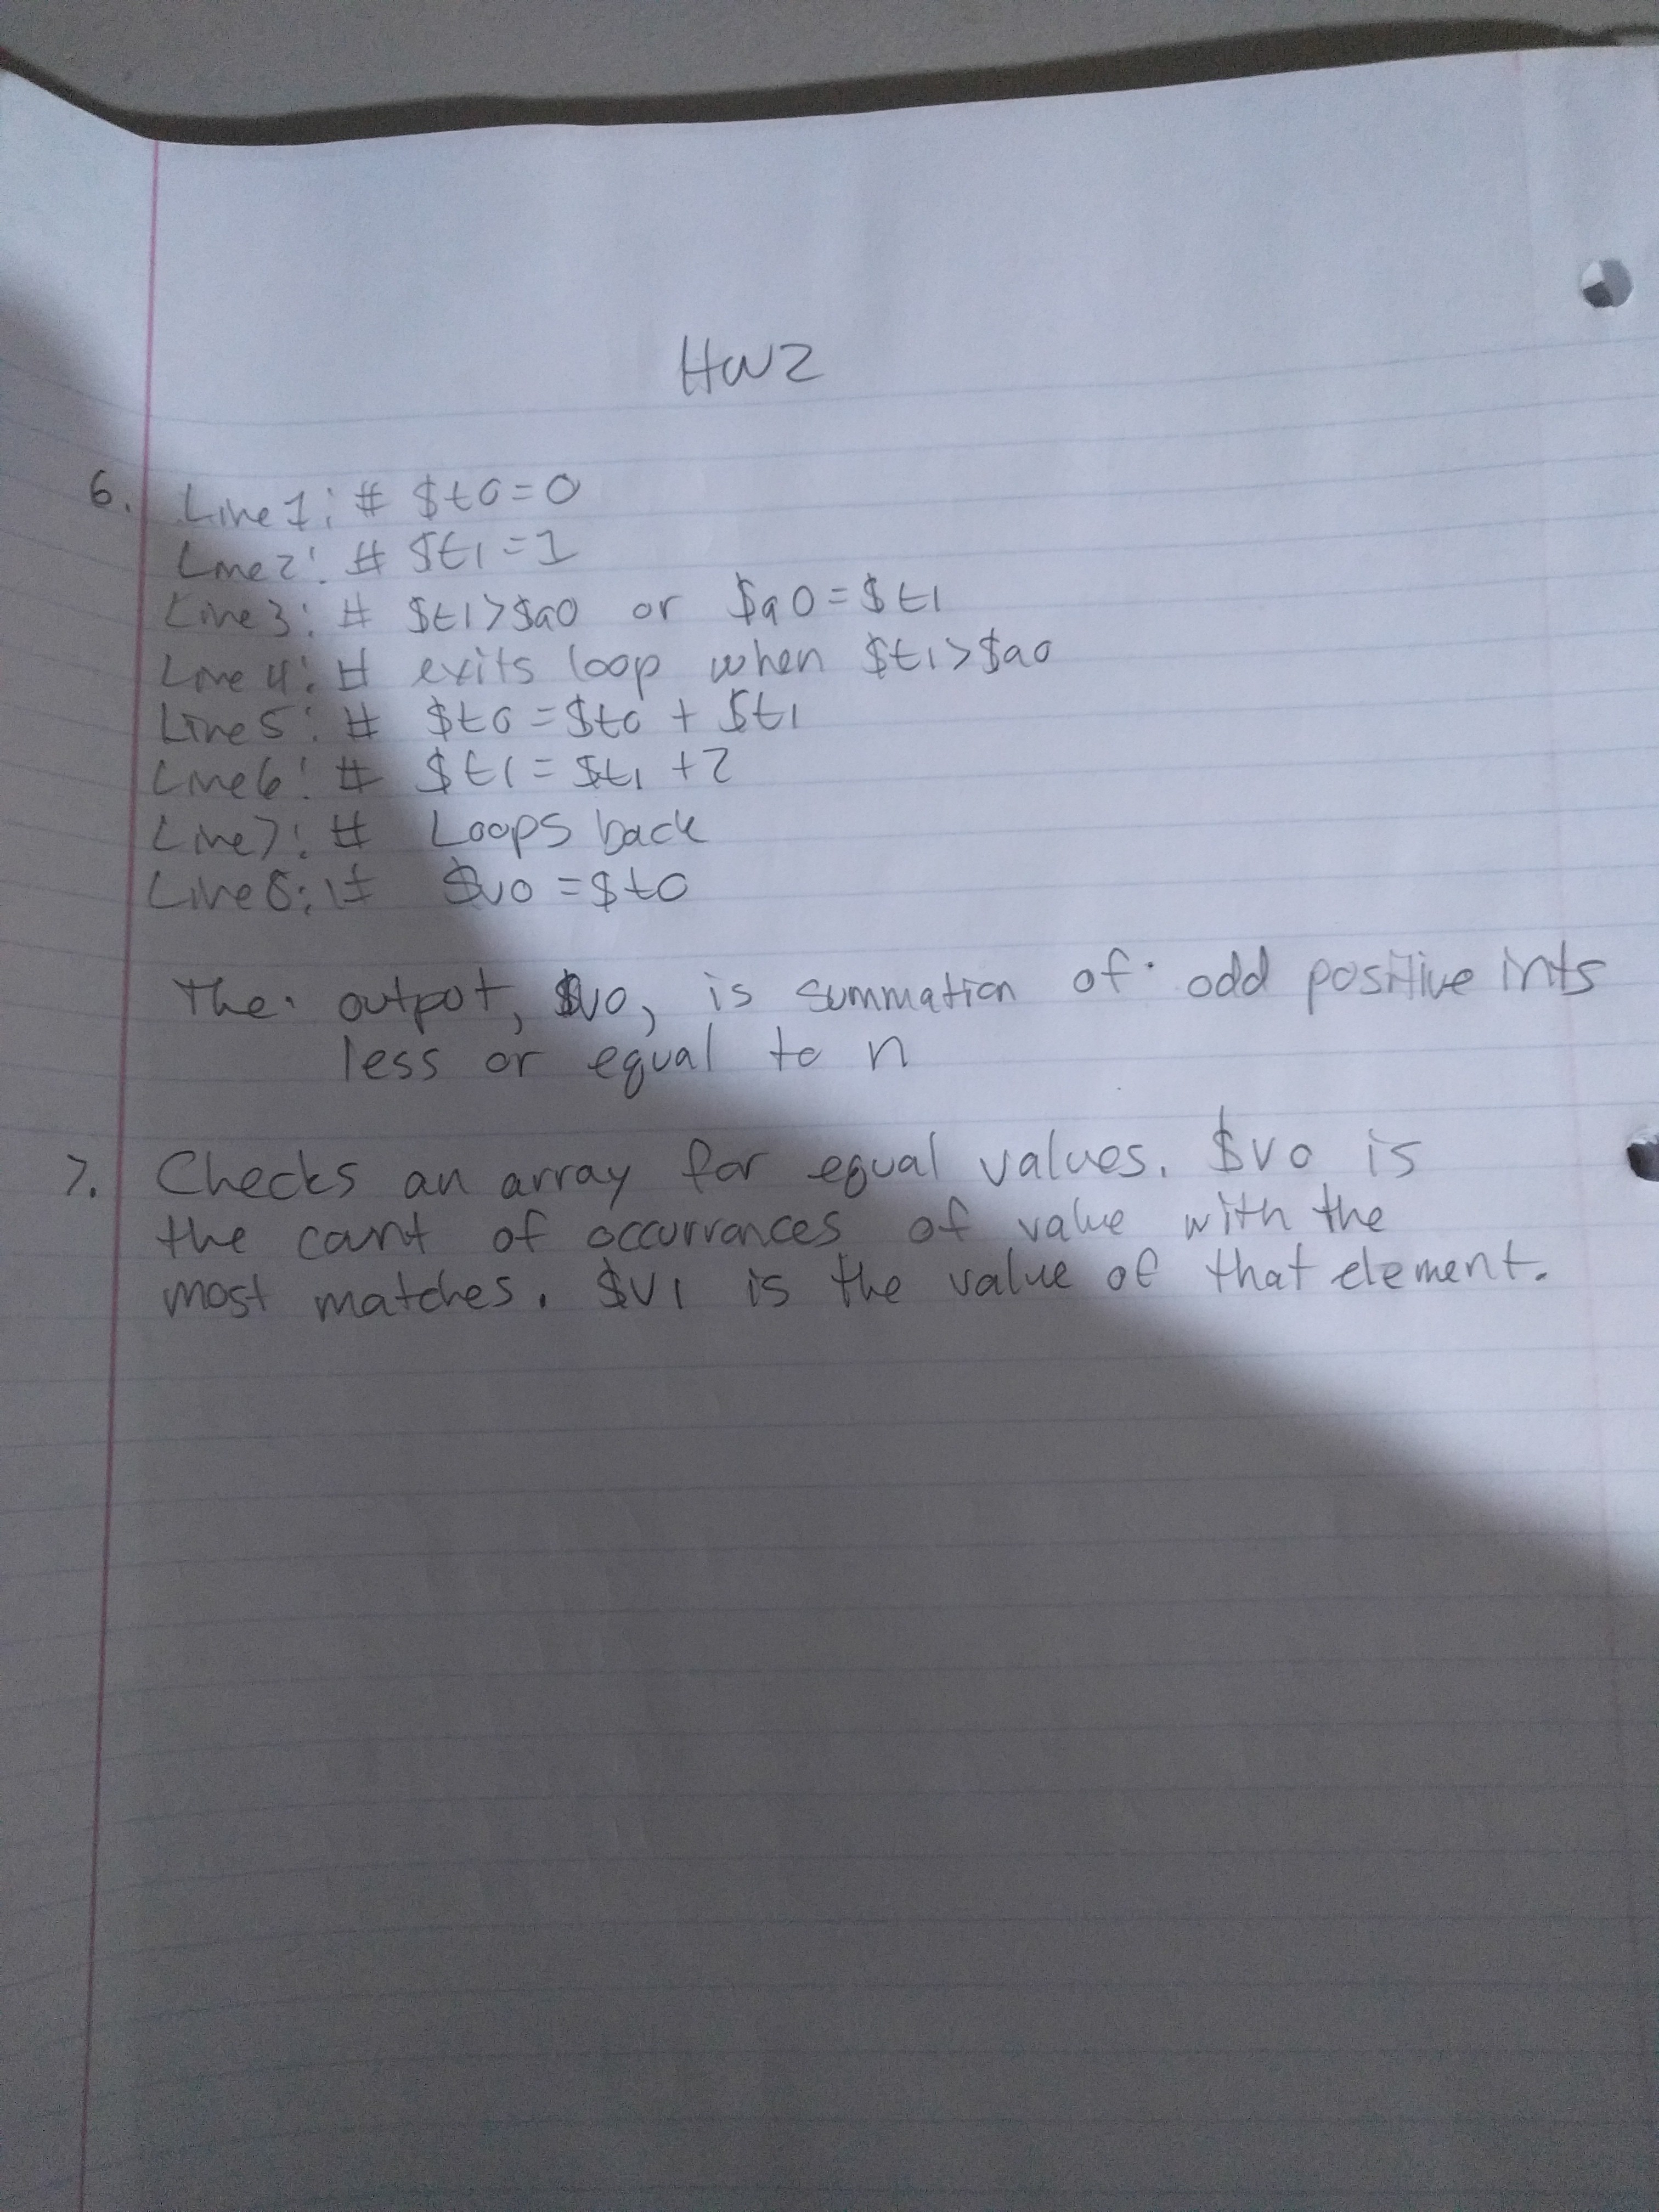 HW2
6. Line 1: # $t0 = 0
Line 2: # $t1 = 1
Line 3: # $t1 > $a0 or $a0 = $t1
Line 4: # exits loop when $t1 > $a0
Line 5: # $t0 = $t0 + $t1
Line 6: # $t1 = $t1 + 2
Line 7: # Loops back
Line 8: # $v0 = $t0
The output, $v0, is summation of odd positive ints
less or equal to n
7. Checks an array for equal values. $v0 is
the count of occurrances of value with the
most matches. $v1 is the value of that element.